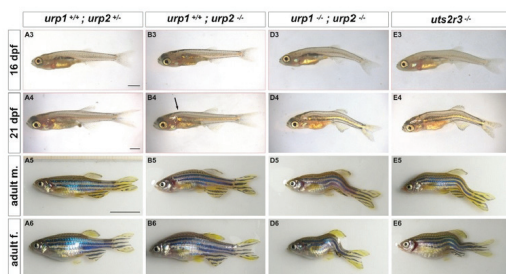 urp1 +/+ ; urp2 +/-
urp1 +/+ ; urp2 -/-
urp1 -/- ; urp2 -/-
uts2r3 -/-
16 dpf
A3
B3
D3
E3
21 dpf
A4
B4
D4
E4
adult m.
A5
B5
D5
E5
adult f.
A6
B6
D6
E6